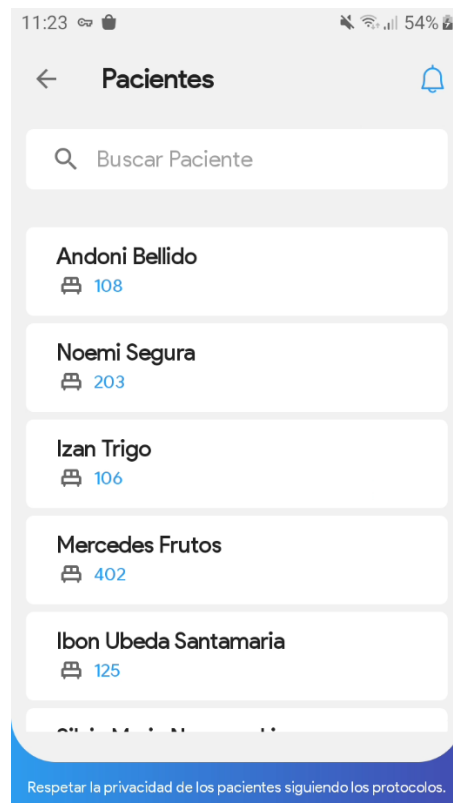 11:23
54%
Pacientes
Buscar Paciente
Andoni Bellido
108
Noemi Segura
203
Izan Trigo
106
Mercedes Frutos
402
Ibon Ubeda Santamaria
125
Respetar la privacidad de los pacientes siguiendo los protocolos.